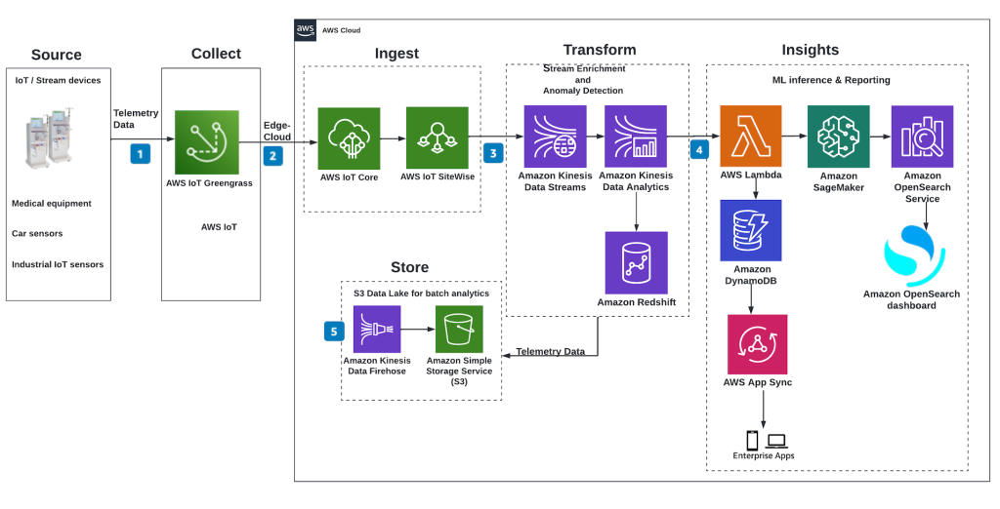 aws
AWS Cloud
Source
IoT / Stream devices
Medical equipment
Car sensors
Industrial IoT sensors
Telemetry
Data
1
Collect
AWS IoT Greengrass
AWS IoT
Edge-
Cloud
2
Ingest
AWS IoT Core
AWS IoT SiteWise
3
Transform
Stream Enrichment
and
Anomaly Detection
Amazon Kinesis
Data Streams
Amazon Kinesis
Data Analytics
Amazon Redshift
4
Insights
ML inference & Reporting
AWS Lambda
Amazon
SageMaker
Amazon
OpenSearch
Service
Amazon
DynamoDB
Amazon OpenSearch
dashboard
AWS App Sync
Enterprise Apps
Store
S3 Data Lake for batch analytics
5
Amazon Kinesis
Data Firehose
Amazon Simple
Storage Service
(S3)
Telemetry Data